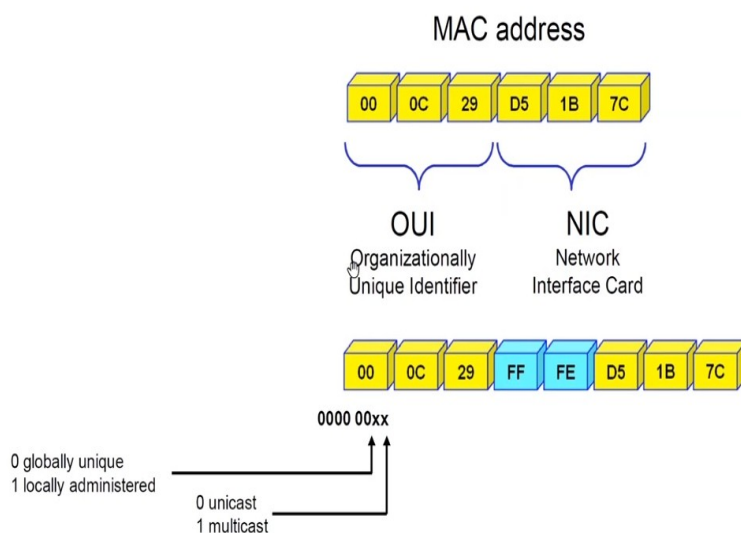 MAC address
00 0C 29 D5 1B 7C
OUI
Organizationally
Unique Identifier
NIC
Network
Interface Card
00 0C 29 FF FE D5 1B 7C
0000 00xx
0 globally unique
1 locally administered
0 unicast
1 multicast